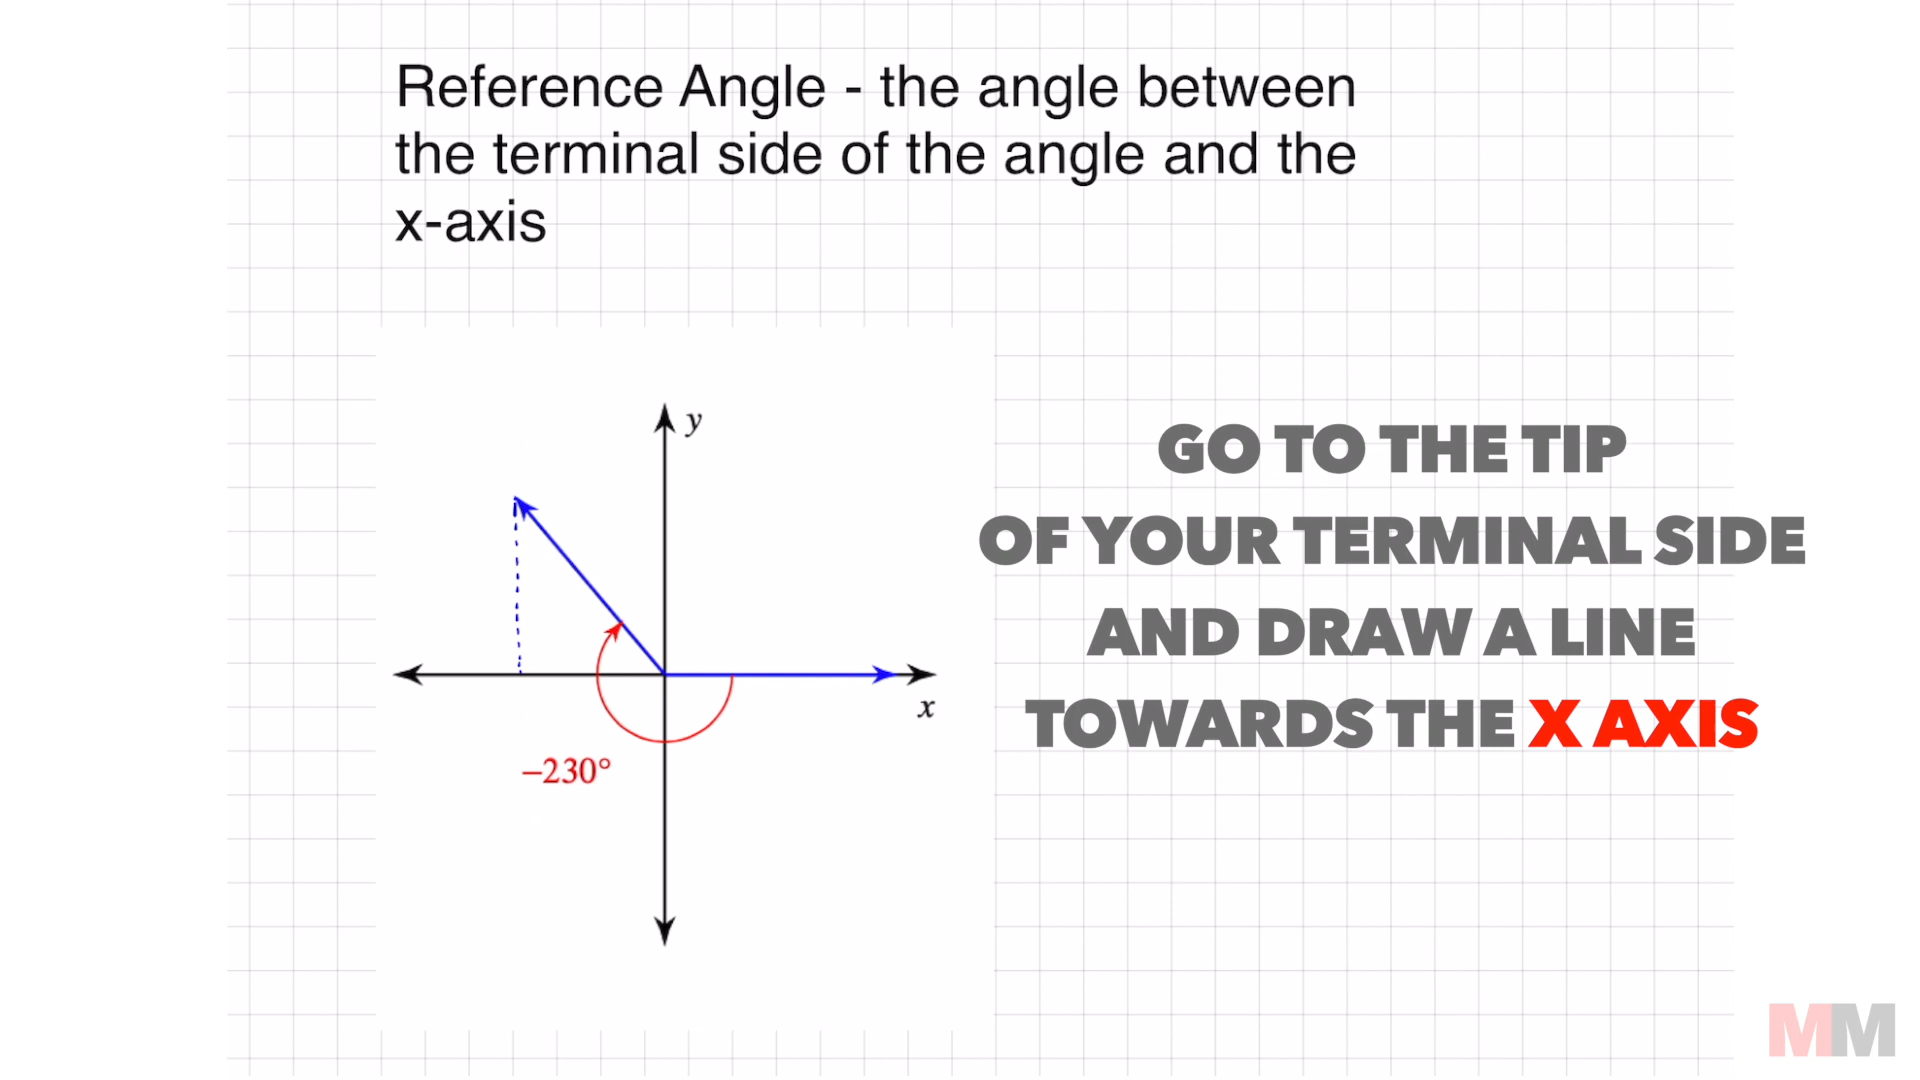 Reference Angle - the angle between
the terminal side of the angle and the
x-axis
y
GO TO THE TIP
OF YOUR TERMINAL SIDE
AND DRAW A LINE
TOWARDS THE X AXIS
x
–230°
MM